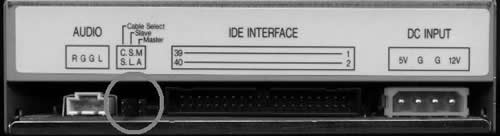 AUDIO
R G G L
Cable Select
Slave
Master
C.S.M
S.L.A
IDE INTERFACE
39 1
40 2
DC INPUT
5V G G 12V